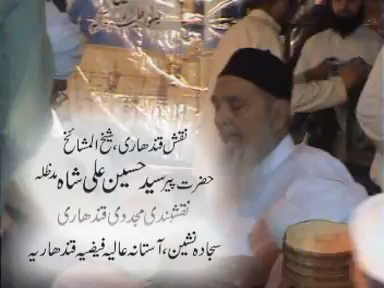 نقش قندھاری، شیخ المشائخ
حضرت پیر سید حسین علی شاہ مدظلہ
نقشبندی مجددی قندھاری
سجادہ نشین، آستانہ عالیہ فیضیہ قندھاریہ